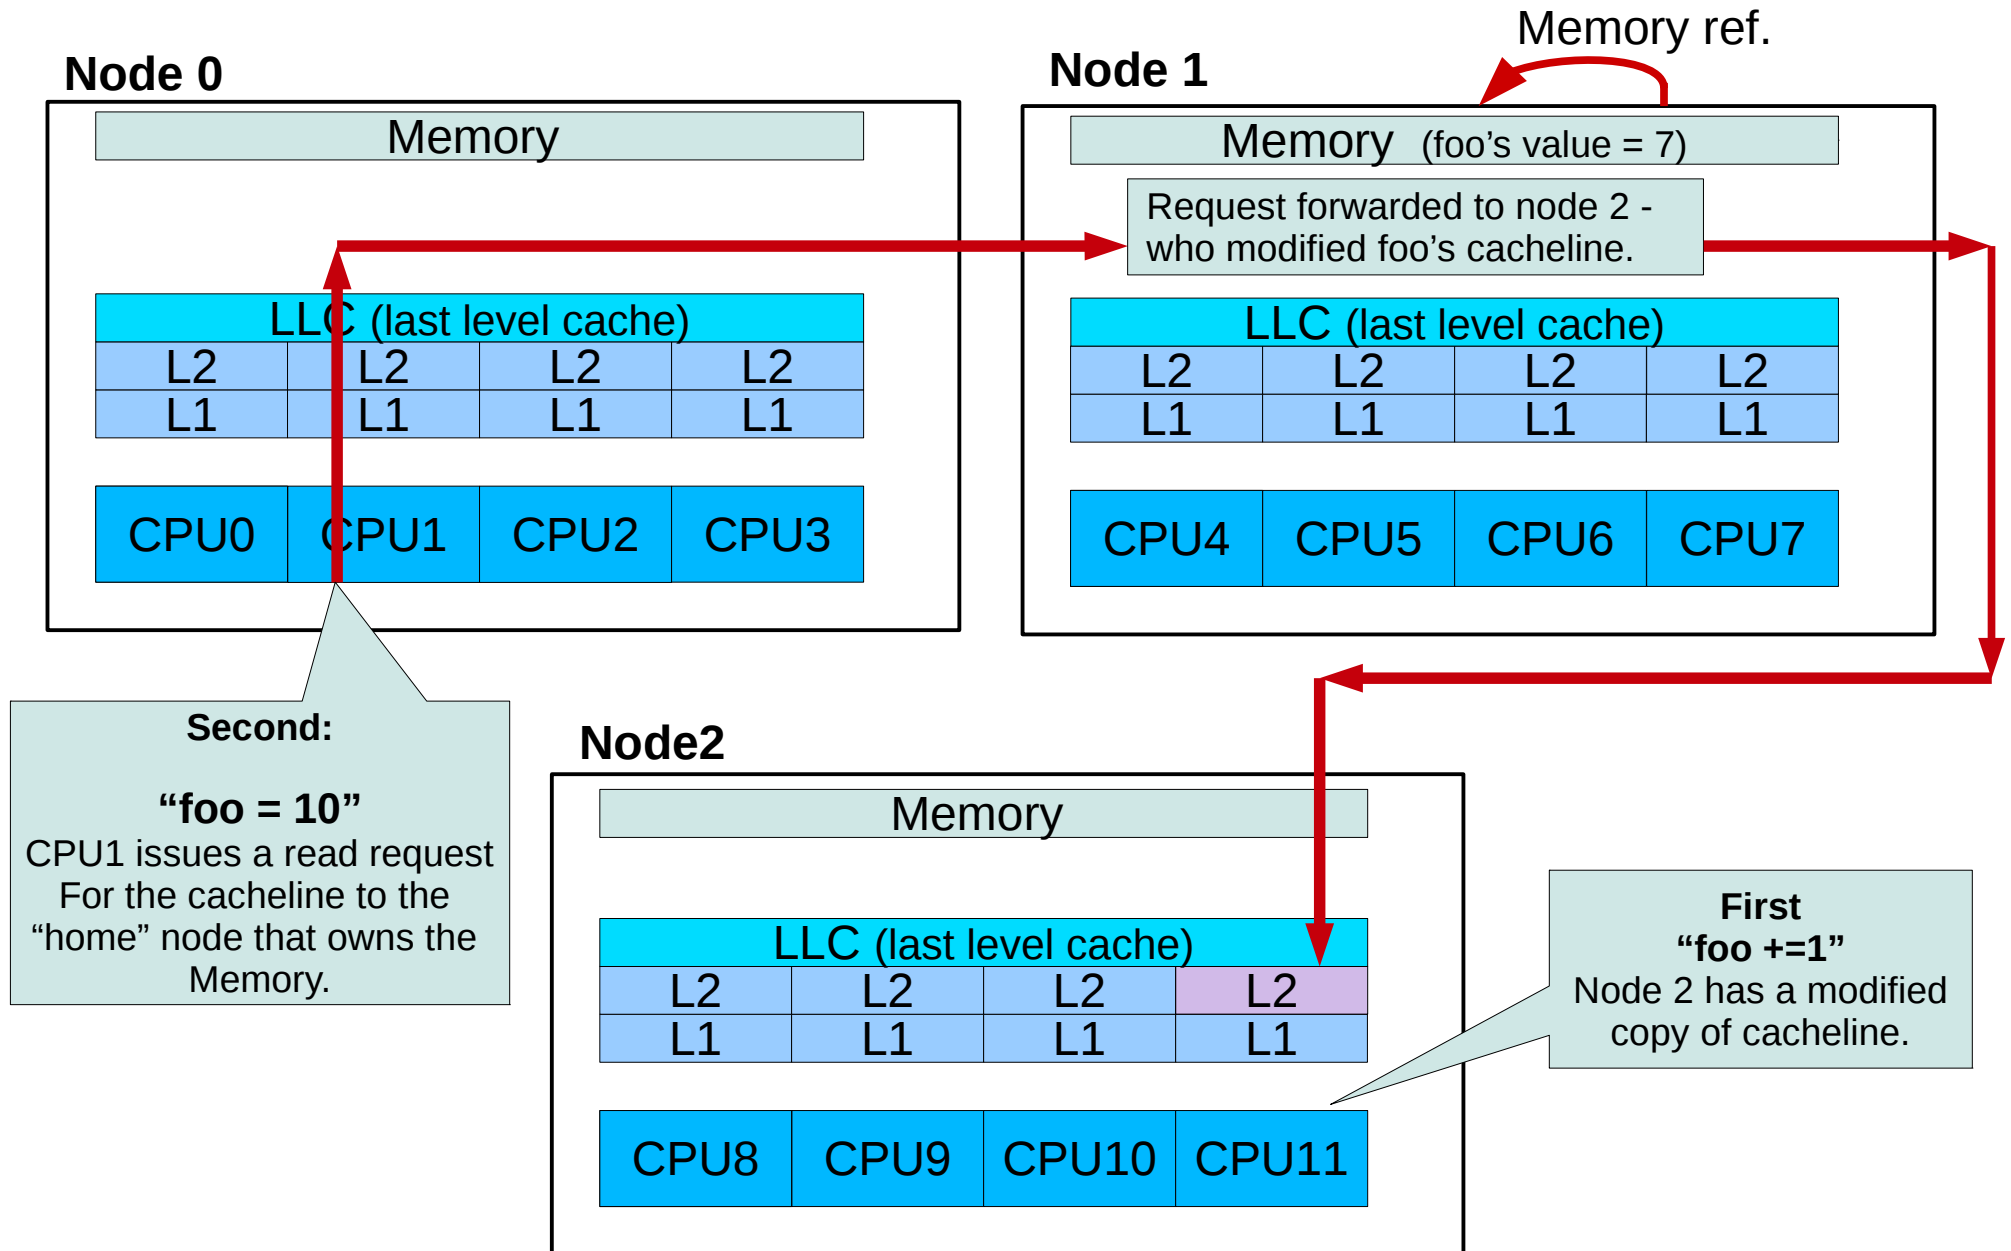 Memory ref.
Node 0
Memory
LLC (last level cache)
L2 L2 L2 L2
L1 L1 L1 L1
CPU0 CPU1 CPU2 CPU3
Second:
“foo = 10”
CPU1 issues a read request
For the cacheline to the
“home” node that owns the
Memory.
Node 1
Memory (foo’s value = 7)
Request forwarded to node 2 -
who modified foo’s cacheline.
LLC (last level cache)
L2 L2 L2 L2
L1 L1 L1 L1
CPU4 CPU5 CPU6 CPU7
Node2
Memory
LLC (last level cache)
L2 L2 L2 L2
L1 L1 L1 L1
CPU8 CPU9 CPU10 CPU11
First
“foo +=1”
Node 2 has a modified
copy of cacheline.